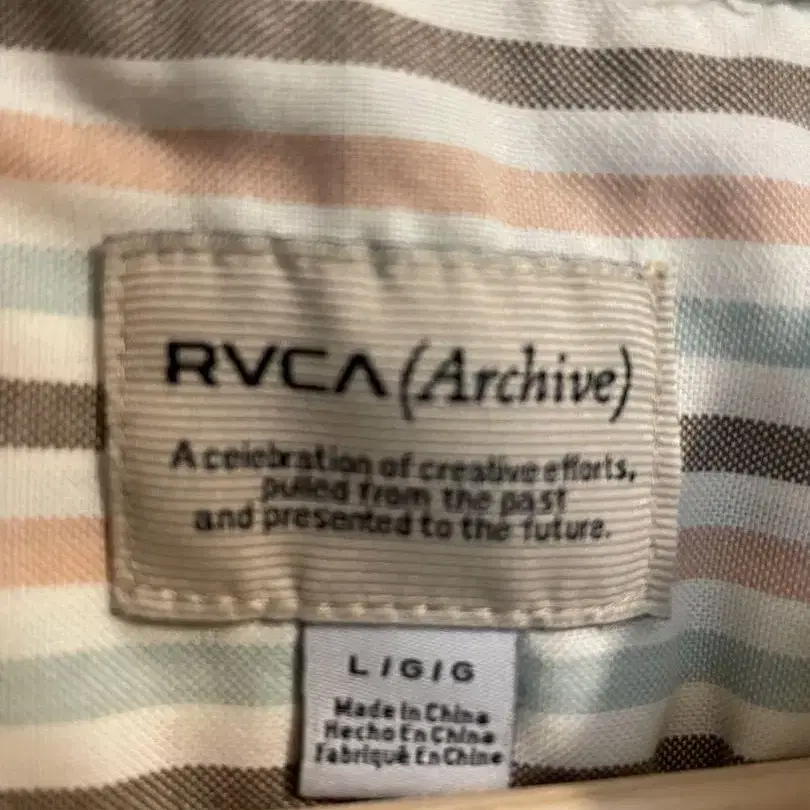 RVCA (Archive)
A celebration of creative efforts,
pulled from the past
and presented to the future.
L / G / G
Made In China
Hecho En China
Fabriqué En Chine